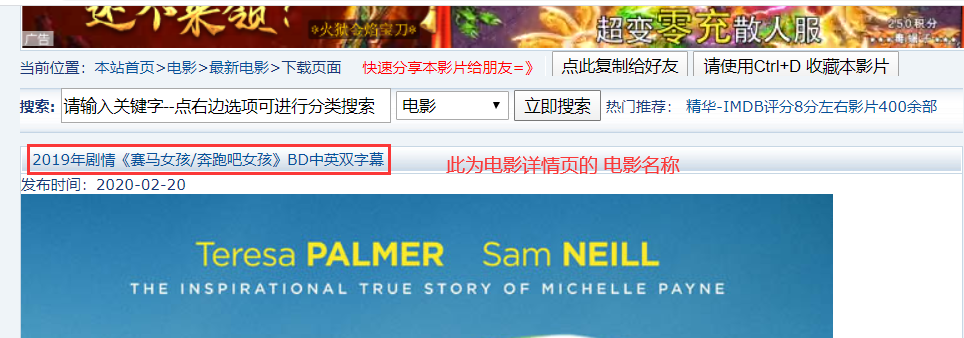 还不来领!
火狱金焰宝刀
超变零充散人服
250.积分
广告
当前位置：本站首页>电影>最新电影>下载页面 快速分享本影片给朋友=》 点此复制给好友 请使用Ctrl+D 收藏本影片
搜索: 请输入关键字--点右边选项可进行分类搜索 电影 立即搜索 热门推荐： 精华-IMDB评分8分左右影片400余部
2019年剧情《赛马女孩/奔跑吧女孩》BD中英双字幕
此为电影详情页的 电影名称
发布时间：2020-02-20
Teresa PALMER Sam NEILL
THE INSPIRATIONAL TRUE STORY OF MICHELLE PAYNE